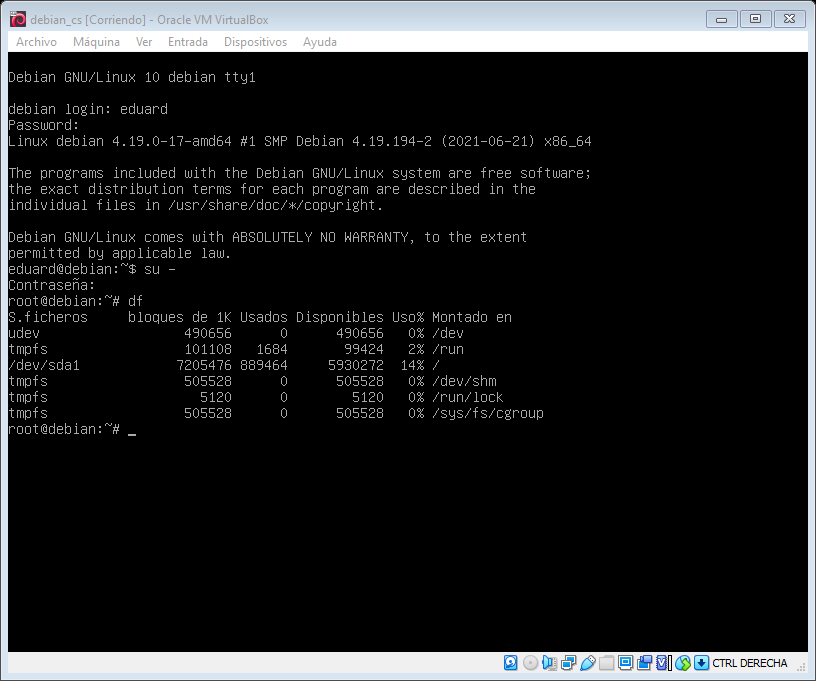 debian_cs [Corriendo] - Oracle VM VirtualBox
Archivo Máquina Ver Entrada Dispositivos Ayuda
Debian GNU/Linux 10 debian tty1
debian login: eduard
Password:
Linux debian 4.19.0-17-amd64 #1 SMP Debian 4.19.194-2 (2021-06-21) x86_64
The programs included with the Debian GNU/Linux system are free software;
the exact distribution terms for each program are described in the
individual files in /usr/share/doc/*/copyright.
Debian GNU/Linux comes with ABSOLUTELY NO WARRANTY, to the extent
permitted by applicable law.
eduard@debian:~$ su -
Contraseña:
root@debian:~# df
S.ficheros     bloques de 1K Usados Disponibles Uso% Montado en
udev                  490656      0      490656   0% /dev
tmpfs                 101108   1684       99424   2% /run
/dev/sda1            7205476 889464     5930272  14% /
tmpfs                 505528      0      505528   0% /dev/shm
tmpfs                   5120      0        5120   0% /run/lock
tmpfs                 505528      0      505528   0% /sys/fs/cgroup
root@debian:~# _
CTRL DERECHA